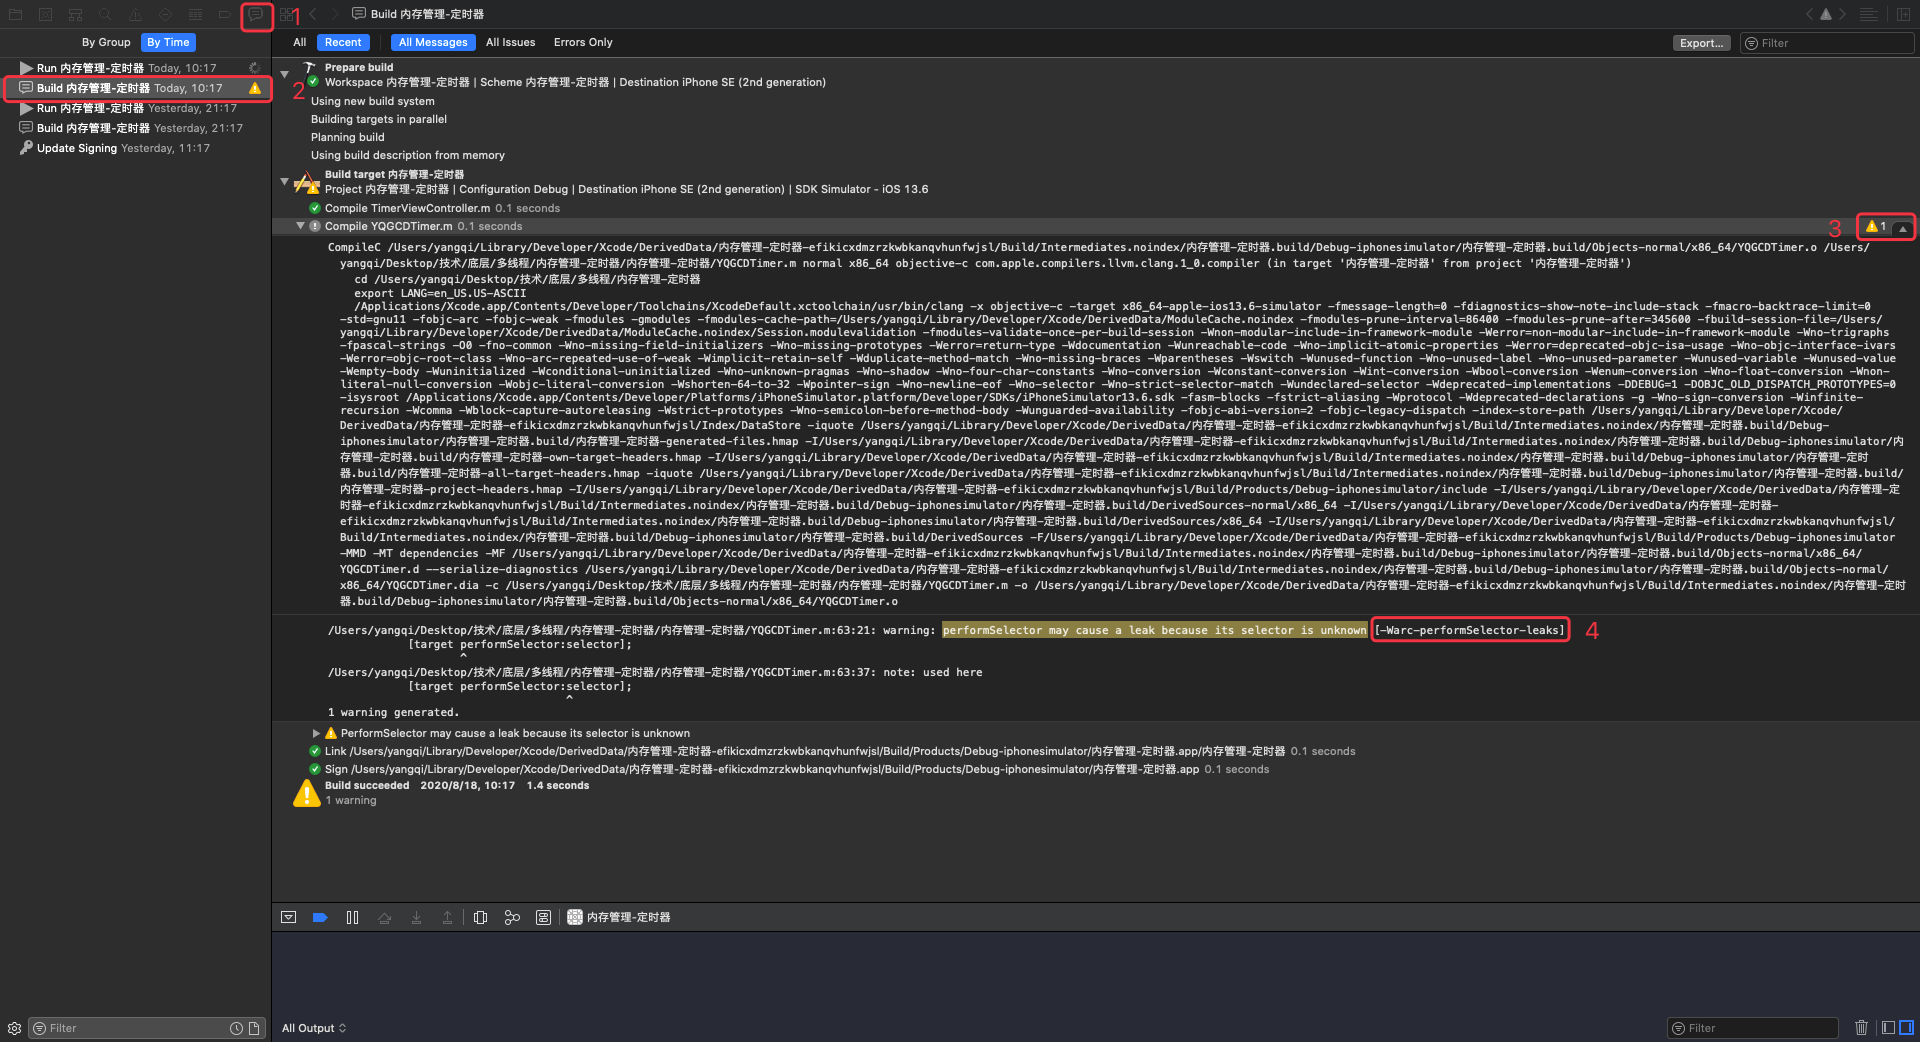 1
Build 内存管理-定时器
By Group
By Time
All
Recent
All Messages
All Issues
Errors Only
Export...
Filter
Run 内存管理-定时器 Today, 10:17
Build 内存管理-定时器 Today, 10:17
Run 内存管理-定时器 Yesterday, 21:17
Build 内存管理-定时器 Yesterday, 21:17
Update Signing Yesterday, 11:17
2
Prepare build
Workspace 内存管理-定时器 | Scheme 内存管理-定时器 | Destination iPhone SE (2nd generation)
Using new build system
Building targets in parallel
Planning build
Using build description from memory
Build target 内存管理-定时器
Project 内存管理-定时器 | Configuration Debug | Destination iPhone SE (2nd generation) | SDK Simulator - iOS 13.6
Compile TimerViewController.m 0.1 seconds
Compile YQGCDTimer.m 0.1 seconds
3
1
CompileC /Users/yangqi/Library/Developer/Xcode/DerivedData/内存管理-定时器-efikicxdmzrzkwbkanqvhunfwjsl/Build/Intermediates.noindex/内存管理-定时器.build/Debug-iphonesimulator/内存管理-定时器.build/Objects-normal/x86_64/YQGCDTimer.o /Users/
yangqi/Desktop/技术/底层/多线程/内存管理-定时器/内存管理-定时器/YQGCDTimer.m normal x86_64 objective-c com.apple.compilers.llvm.clang.1_0.compiler (in target '内存管理-定时器' from project '内存管理-定时器')
cd /Users/yangqi/Desktop/技术/底层/多线程/内存管理-定时器
export LANG=en_US.US-ASCII
/Applications/Xcode.app/Contents/Developer/Toolchains/XcodeDefault.xctoolchain/usr/bin/clang -x objective-c -target x86_64-apple-ios13.6-simulator -fmessage-length=0 -fdiagnostics-show-note-include-stack -fmacro-backtrace-limit=0
-std=gnu11 -fobjc-arc -fobjc-weak -fmodules -gmodules -fmodules-cache-path=/Users/yangqi/Library/Developer/Xcode/DerivedData/ModuleCache.noindex -fmodules-prune-interval=86400 -fmodules-prune-after=345600 -fbuild-session-file=/Users/
yangqi/Library/Developer/Xcode/DerivedData/ModuleCache.noindex/Session.modulevalidation -fmodules-validate-once-per-build-session -Wnon-modular-include-in-framework-module -Werror=non-modular-include-in-framework-module -Wno-trigraphs
-fpascal-strings -O0 -fno-common -Wno-missing-field-initializers -Wno-missing-prototypes -Werror=return-type -Wdocumentation -Wunreachable-code -Wno-implicit-atomic-properties -Werror=deprecated-objc-isa-usage -Wno-objc-interface-ivars
-Werror=objc-root-class -Wno-arc-repeated-use-of-weak -Wimplicit-retain-self -Wduplicate-method-match -Wno-missing-braces -Wparentheses -Wswitch -Wunused-function -Wno-unused-label -Wno-unused-parameter -Wunused-variable -Wunused-value
-Wempty-body -Wuninitialized -Wconditional-uninitialized -Wno-unknown-pragmas -Wno-shadow -Wno-four-char-constants -Wno-conversion -Wconstant-conversion -Wint-conversion -Wbool-conversion -Wenum-conversion -Wno-float-conversion -Wnon-
literal-null-conversion -Wobjc-literal-conversion -Wshorten-64-to-32 -Wpointer-sign -Wno-newline-eof -Wno-selector -Wno-strict-selector-match -Wundeclared-selector -Wdeprecated-implementations -DDEBUG=1 -DOBJC_OLD_DISPATCH_PROTOTYPES=0
-isysroot /Applications/Xcode.app/Contents/Developer/Platforms/iPhoneSimulator.platform/Developer/SDKs/iPhoneSimulator13.6.sdk -fasm-blocks -fstrict-aliasing -Wprotocol -Wdeprecated-declarations -g -Wno-sign-conversion -Winfinite-
recursion -Wcomma -Wblock-capture-autoreleasing -Wstrict-prototypes -Wno-semicolon-before-method-body -Wunguarded-availability -fobjc-abi-version=2 -fobjc-legacy-dispatch -index-store-path /Users/yangqi/Library/Developer/Xcode/
DerivedData/内存管理-定时器-efikicxdmzrzkwbkanqvhunfwjsl/Index/DataStore -iquote /Users/yangqi/Library/Developer/Xcode/DerivedData/内存管理-定时器-efikicxdmzrzkwbkanqvhunfwjsl/Build/Intermediates.noindex/内存管理-定时器.build/Debug-
iphonesimulator/内存管理-定时器.build/内存管理-定时器-generated-files.hmap -I/Users/yangqi/Library/Developer/Xcode/DerivedData/内存管理-定时器-efikicxdmzrzkwbkanqvhunfwjsl/Build/Intermediates.noindex/内存管理-定时器.build/Debug-iphonesimulator/内
存管理-定时器.build/内存管理-定时器-own-target-headers.hmap -I/Users/yangqi/Library/Developer/Xcode/DerivedData/内存管理-定时器-efikicxdmzrzkwbkanqvhunfwjsl/Build/Intermediates.noindex/内存管理-定时器.build/Debug-iphonesimulator/内存管理-定时
器.build/内存管理-定时器-all-target-headers.hmap -iquote /Users/yangqi/Library/Developer/Xcode/DerivedData/内存管理-定时器-efikicxdmzrzkwbkanqvhunfwjsl/Build/Intermediates.noindex/内存管理-定时器.build/Debug-iphonesimulator/内存管理-定时器.build/
内存管理-定时器-project-headers.hmap -I/Users/yangqi/Library/Developer/Xcode/DerivedData/内存管理-定时器-efikicxdmzrzkwbkanqvhunfwjsl/Build/Products/Debug-iphonesimulator/include -I/Users/yangqi/Library/Developer/Xcode/DerivedData/内存管理-定
时器-efikicxdmzrzkwbkanqvhunfwjsl/Build/Intermediates.noindex/内存管理-定时器.build/Debug-iphonesimulator/内存管理-定时器.build/DerivedSources-normal/x86_64 -I/Users/yangqi/Library/Developer/Xcode/DerivedData/内存管理-定时器-
efikicxdmzrzkwbkanqvhunfwjsl/Build/Intermediates.noindex/内存管理-定时器.build/Debug-iphonesimulator/内存管理-定时器.build/DerivedSources/x86_64 -I/Users/yangqi/Library/Developer/Xcode/DerivedData/内存管理-定时器-efikicxdmzrzkwbkanqvhunfwjsl/
Build/Intermediates.noindex/内存管理-定时器.build/Debug-iphonesimulator/内存管理-定时器.build/DerivedSources -F/Users/yangqi/Library/Developer/Xcode/DerivedData/内存管理-定时器-efikicxdmzrzkwbkanqvhunfwjsl/Build/Products/Debug-iphonesimulator
-MMD -MT dependencies -MF /Users/yangqi/Library/Developer/Xcode/DerivedData/内存管理-定时器-efikicxdmzrzkwbkanqvhunfwjsl/Build/Intermediates.noindex/内存管理-定时器.build/Debug-iphonesimulator/内存管理-定时器.build/Objects-normal/x86_64/
YQGCDTimer.d --serialize-diagnostics /Users/yangqi/Library/Developer/Xcode/DerivedData/内存管理-定时器-efikicxdmzrzkwbkanqvhunfwjsl/Build/Intermediates.noindex/内存管理-定时器.build/Debug-iphonesimulator/内存管理-定时器.build/Objects-normal/
x86_64/YQGCDTimer.dia -c /Users/yangqi/Desktop/技术/底层/多线程/内存管理-定时器/内存管理-定时器/YQGCDTimer.m -o /Users/yangqi/Library/Developer/Xcode/DerivedData/内存管理-定时器-efikicxdmzrzkwbkanqvhunfwjsl/Build/Intermediates.noindex/内存管理-定时
器.build/Debug-iphonesimulator/内存管理-定时器.build/Objects-normal/x86_64/YQGCDTimer.o
/Users/yangqi/Desktop/技术/底层/多线程/内存管理-定时器/内存管理-定时器/YQGCDTimer.m:63:21: warning: performSelector may cause a leak because its selector is unknown [-Warc-performSelector-leaks] 4
[target performSelector:selector];
^
/Users/yangqi/Desktop/技术/底层/多线程/内存管理-定时器/内存管理-定时器/YQGCDTimer.m:63:37: note: used here
[target performSelector:selector];
^
1 warning generated.
PerformSelector may cause a leak because its selector is unknown
Link /Users/yangqi/Library/Developer/Xcode/DerivedData/内存管理-定时器-efikicxdmzrzkwbkanqvhunfwjsl/Build/Products/Debug-iphonesimulator/内存管理-定时器.app/内存管理-定时器 0.1 seconds
Sign /Users/yangqi/Library/Developer/Xcode/DerivedData/内存管理-定时器-efikicxdmzrzkwbkanqvhunfwjsl/Build/Products/Debug-iphonesimulator/内存管理-定时器.app 0.1 seconds
Build succeeded 2020/8/18, 10:17 1.4 seconds
1 warning
内存管理-定时器
Filter
All Output
Filter